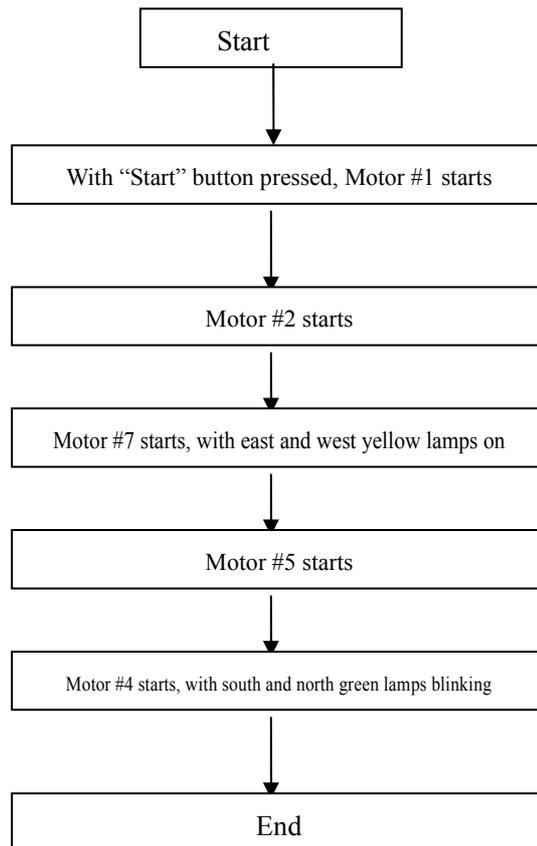 Start
With “Start” button pressed, Motor #1 starts
Motor #2 starts
Motor #7 starts, with east and west yellow lamps on
Motor #5 starts
Motor #4 starts, with south and north green lamps blinking
End